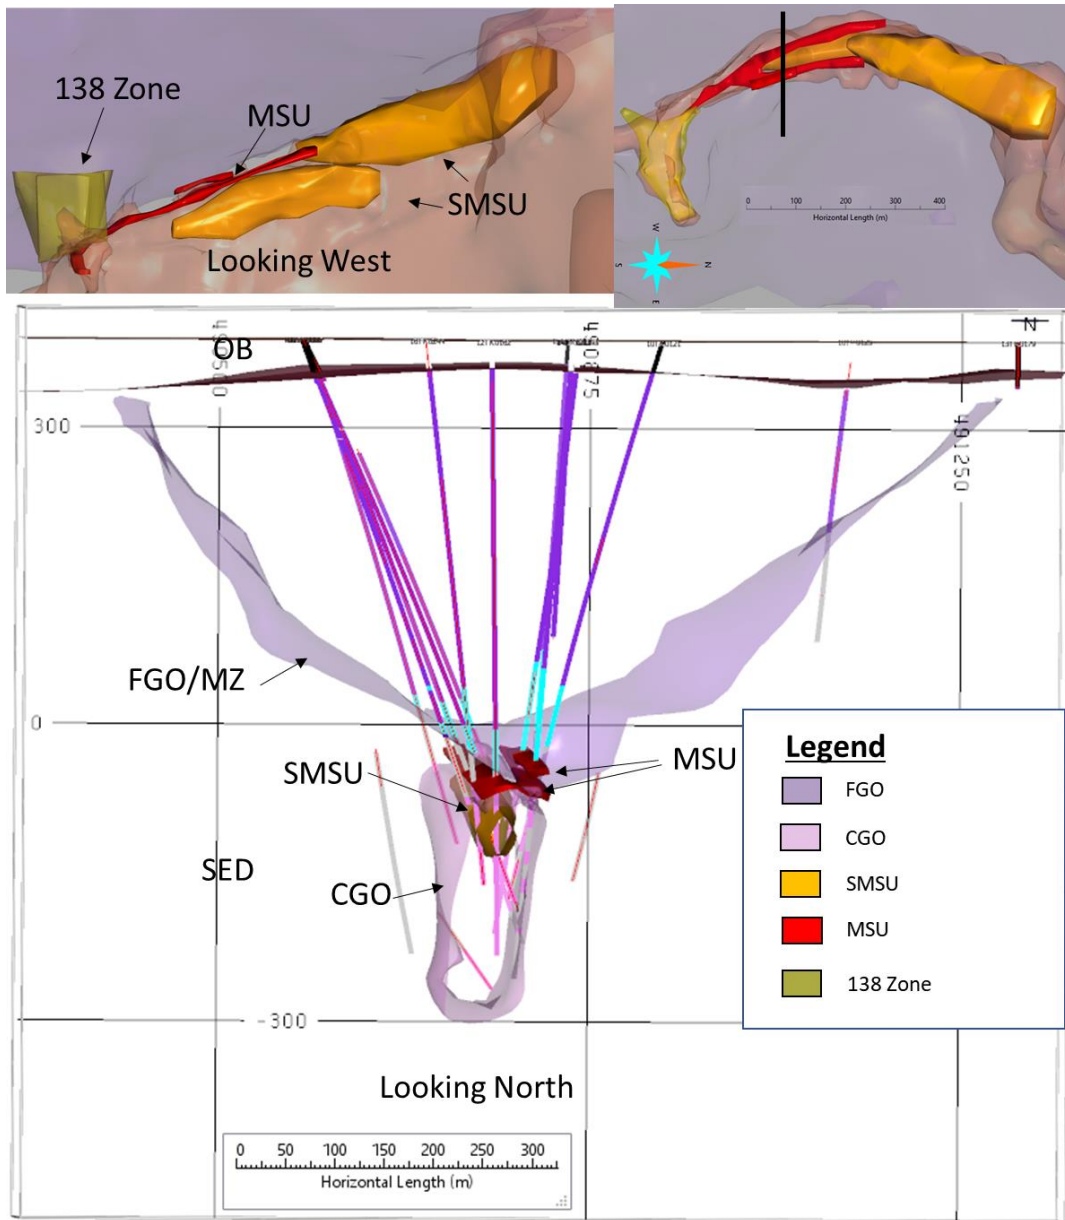 138 Zone
MSU
SMSU
Looking West
0 100 200 300 400
Horizontal Length (m)
W
S
N
E
OB
N
300
491250
FGO/MZ
0
SMSU
MSU
SED
CGO
-300
Looking North
0 50 100 150 200 250 300
Horizontal Length (m)
Legend
FGO
CGO
SMSU
MSU
138 Zone